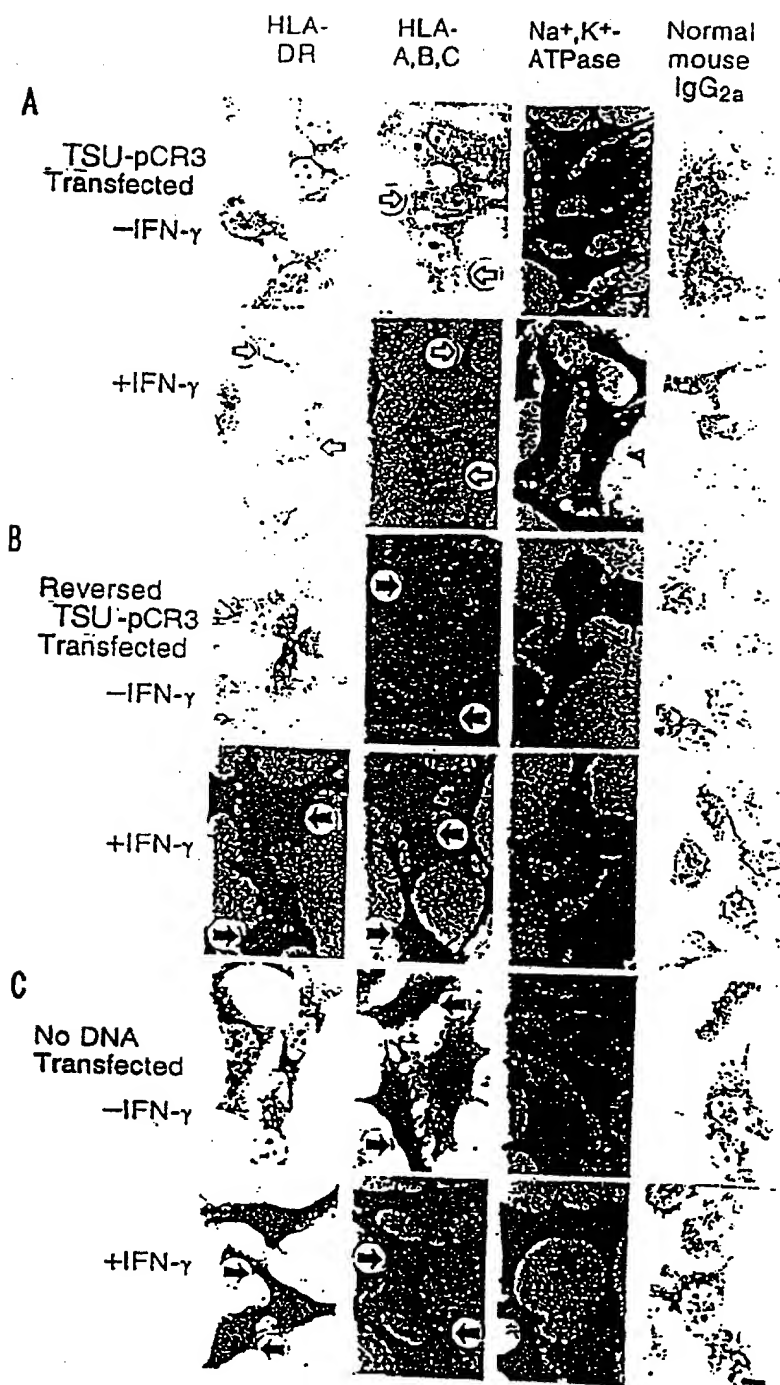 HLA-
DR
HLA-
A,B,C
Na+,K+-
ATPase
Normal
mouse
IgG2a
A
TSU-pCR3
Transfected
−IFN-γ
+IFN-γ
B
Reversed
TSU-pCR3
Transfected
−IFN-γ
+IFN-γ
C
No DNA
Transfected
−IFN-γ
+IFN-γ